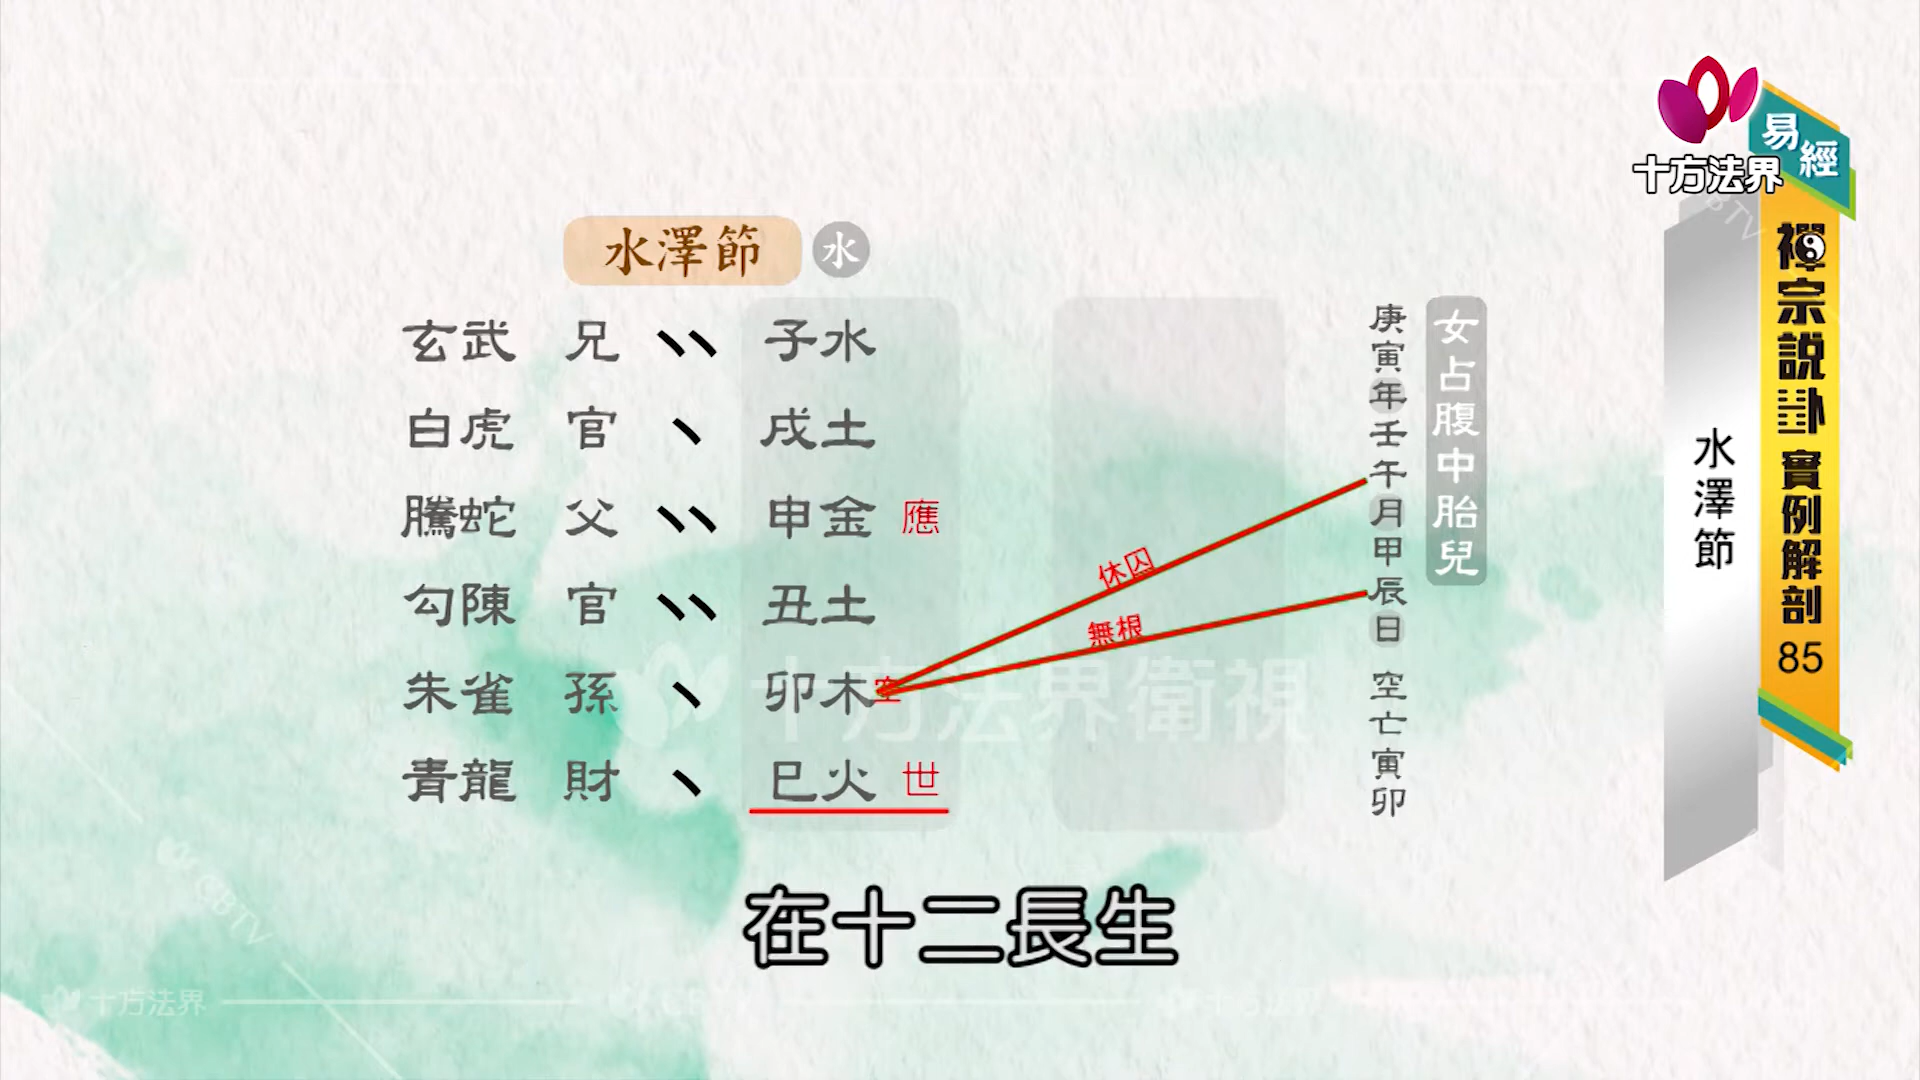 十方法界
易經
禪宗說卦 實例解剖 85
水澤節
水澤節 水
女占腹中胎兒
庚寅年壬午月甲辰日 空亡寅卯
玄武 兄 子水
白虎 官 戌土
騰蛇 父 申金 應
勾陳 官 丑土
朱雀 孫 卯木 空
青龍 財 巳火 世
休囚
無根
十方法界衛視
在十二長生
十方法界
CBTV